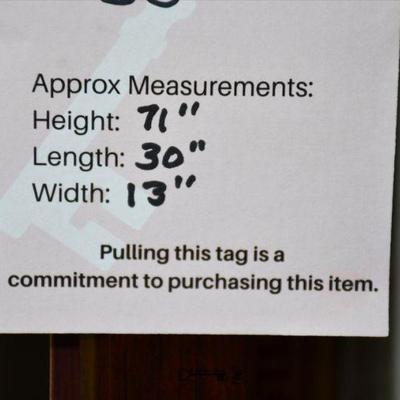 Approx Measurements:
Height: 71"
Length: 30"
Width: 13"
Pulling this tag is a
commitment to purchasing this item.